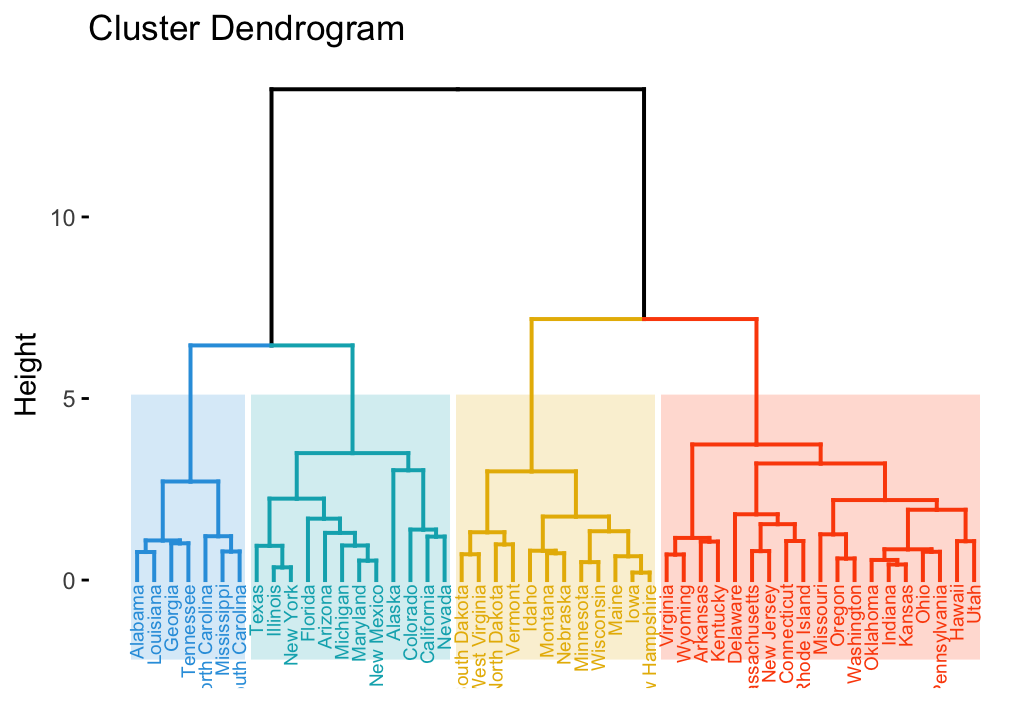 Cluster Dendrogram
Height
10
5
0
Alabama
Louisiana
Georgia
Tennessee
orth Carolina
Mississippi
outh Carolina
Texas
Illinois
New York
Florida
Arizona
Michigan
Maryland
New Mexico
Alaska
Colorado
California
Nevada
outh Dakota
West Virginia
North Dakota
Vermont
Idaho
Montana
Nebraska
Minnesota
Wisconsin
Maine
Iowa
w Hampshire
Virginia
Wyoming
Arkansas
Kentucky
Delaware
assachusetts
New Jersey
Connecticut
Rhode Island
Missouri
Oregon
Washington
Oklahoma
Indiana
Kansas
Ohio
Pennsylvania
Hawaii
Utah